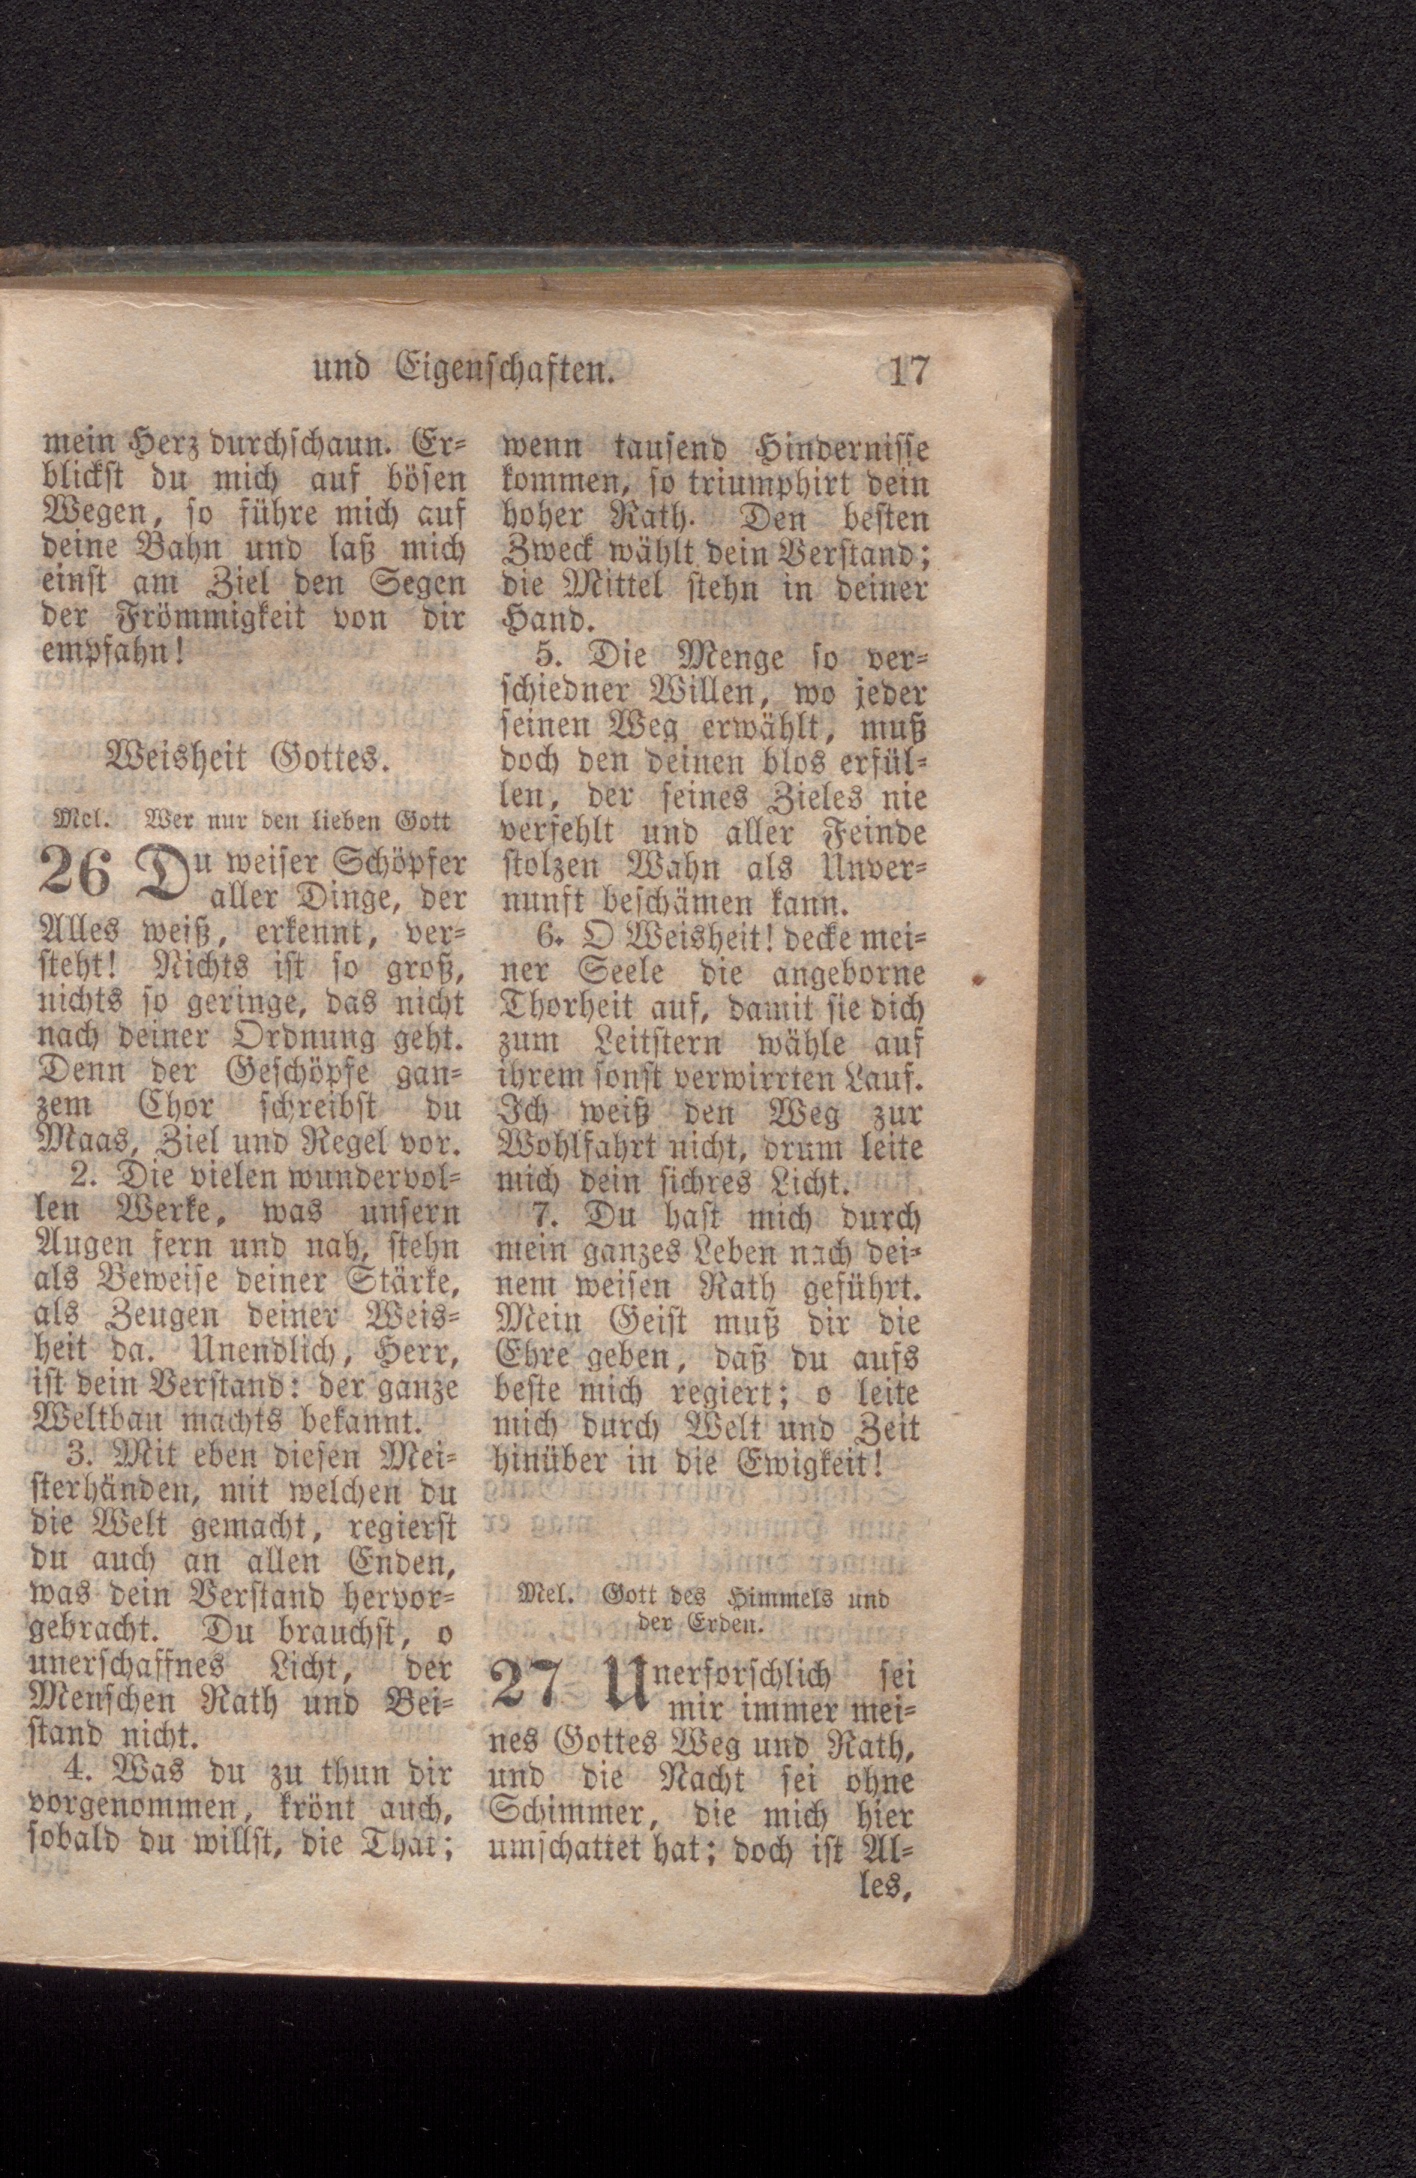 und Eigenschaften. 17
mein Herz durchschaun. Er-
blickst du mich auf bösen
Wegen, so führe mich auf
deine Bahn und laß mich
einst am Ziel den Segen
der Frömmigkeit von dir
empfahn!
Weisheit Gottes.
Mel. Wer nur den lieben Gott
26 Du weiser Schöpfer
aller Dinge, der
Alles weiß, erkennt, ver-
steht! Nichts ist so groß,
nichts so geringe, das nicht
nach deiner Ordnung geht.
Denn der Geschöpfe gan-
zem Chor schreibst du
Maas, Ziel und Regel vor.
2. Die vielen wundervol-
len Werke, was unsern
Augen fern und nah, stehn
als Beweise deiner Stärke,
als Zeugen deiner Weis-
heit da. Unendlich, Herr,
ist dein Verstand: der ganze
Weltbau machts bekannt.
3. Mit eben diesen Mei-
sterhänden, mit welchen du
die Welt gemacht, regierst
du auch an allen Enden,
was dein Verstand hervor-
gebracht. Du brauchst, o
unerschaffnes Licht, der
Menschen Rath und Bei-
stand nicht.
4. Was du zu thun dir
vorgenommen, krönt auch,
sobald du willst, die That;
wenn tausend Hindernisse
kommen, so triumphirt dein
hoher Rath. Den besten
Zweck wählt dein Verstand;
die Mittel stehn in deiner
Hand.
5. Die Menge so ver-
schiedner Willen, wo jeder
seinen Weg erwählt, muß
doch den deinen blos erfül-
len, der seines Zieles nie
verfehlt und aller Feinde
stolzen Wahn als Unver-
nunft beschämen kann.
6. O Weisheit! decke mei-
ner Seele die angeborne
Thorheit auf, damit sie dich
zum Leitstern wähle auf
ihrem sonst verwirrten Lauf.
Ich weiß den Weg zur
Wohlfahrt nicht, drum leite
mich dein sichres Licht.
7. Du hast mich durch
mein ganzes Leben nach dei-
nem weisen Rath geführt.
Mein Geist muß dir die
Ehre geben, daß du aufs
beste mich regiert; o leite
mich durch Welt und Zeit
hinüber in die Ewigkeit!
Mel. Gott des Himmels und
der Erden.
27 Unerforschlich sei
mir immer mei-
nes Gottes Weg und Rath,
und die Nacht sei ohne
Schimmer, die mich hier
umschattet hat; doch ist Al-
les,